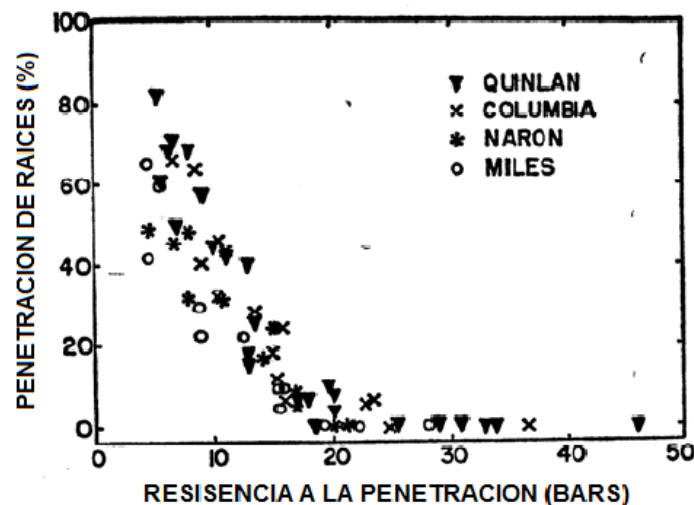 100
80
60
40
20
0
PENETRACION DE RAICES (%)
QUINLAN
COLUMBIA
NARON
MILES
0 10 20 30 40 50
RESISENCIA A LA PENETRACION (BARS)